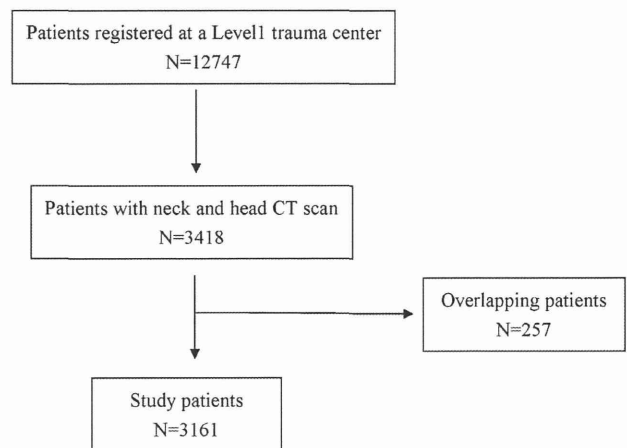 Patients registered at a Level1 trauma center
N=12747
Patients with neck and head CT scan
N=3418
Overlapping patients
N=257
Study patients
N=3161